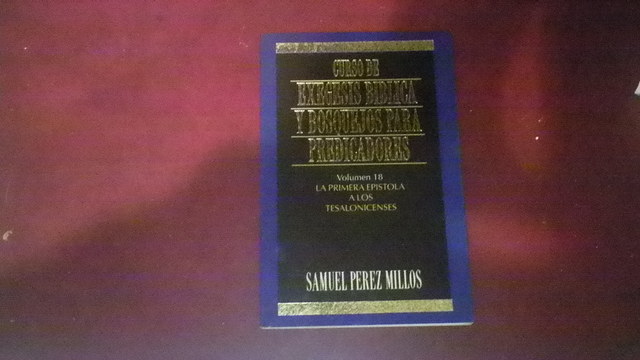 CURSO DE
EXEGESIS BIBLICA
Y BOSQUEJOS PARA
PREDICADORES
Volumen 18
LA PRIMERA EPISTOLA
A LOS
TESALONICENSES
SAMUEL PEREZ MILLOS